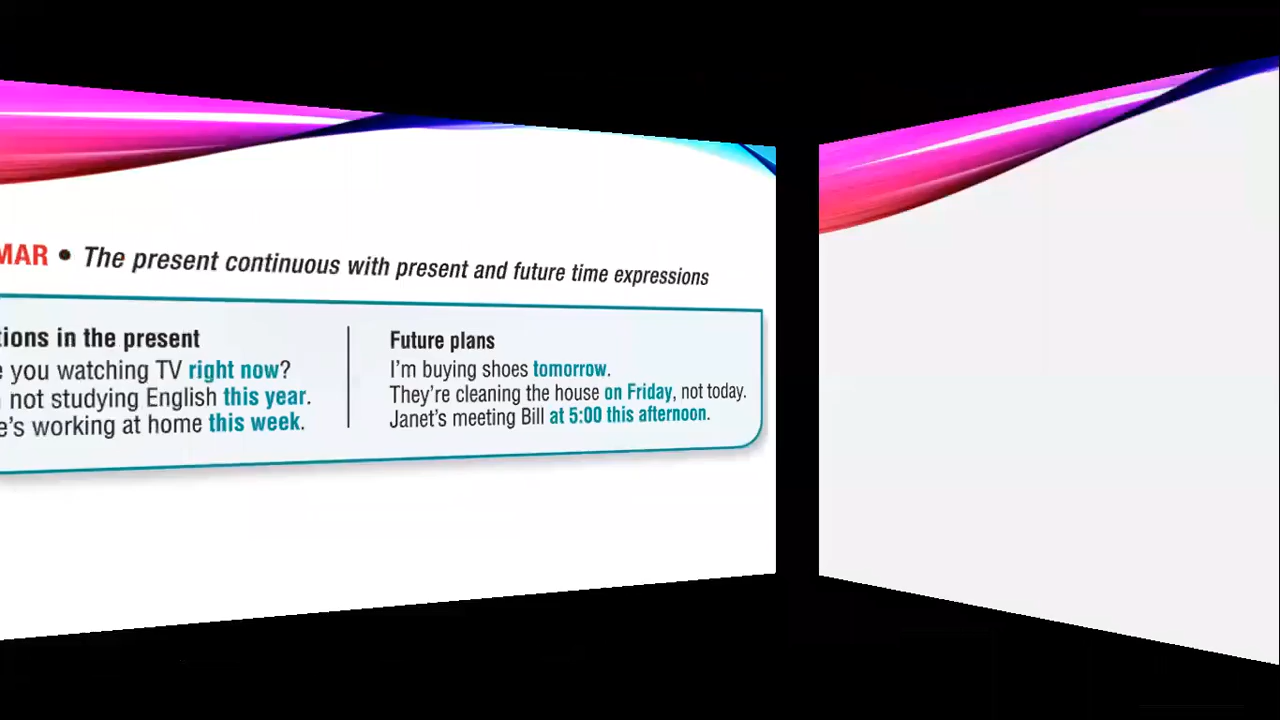 The present continuous with present and future time expressions
in the present
you watching TV right now?
not studying English this year.
working at home this week.
Future plans
I'm buying shoes tomorrow.
They're cleaning the house on Friday, not today.
Janet's meeting Bill at 5:00 this afternoon.